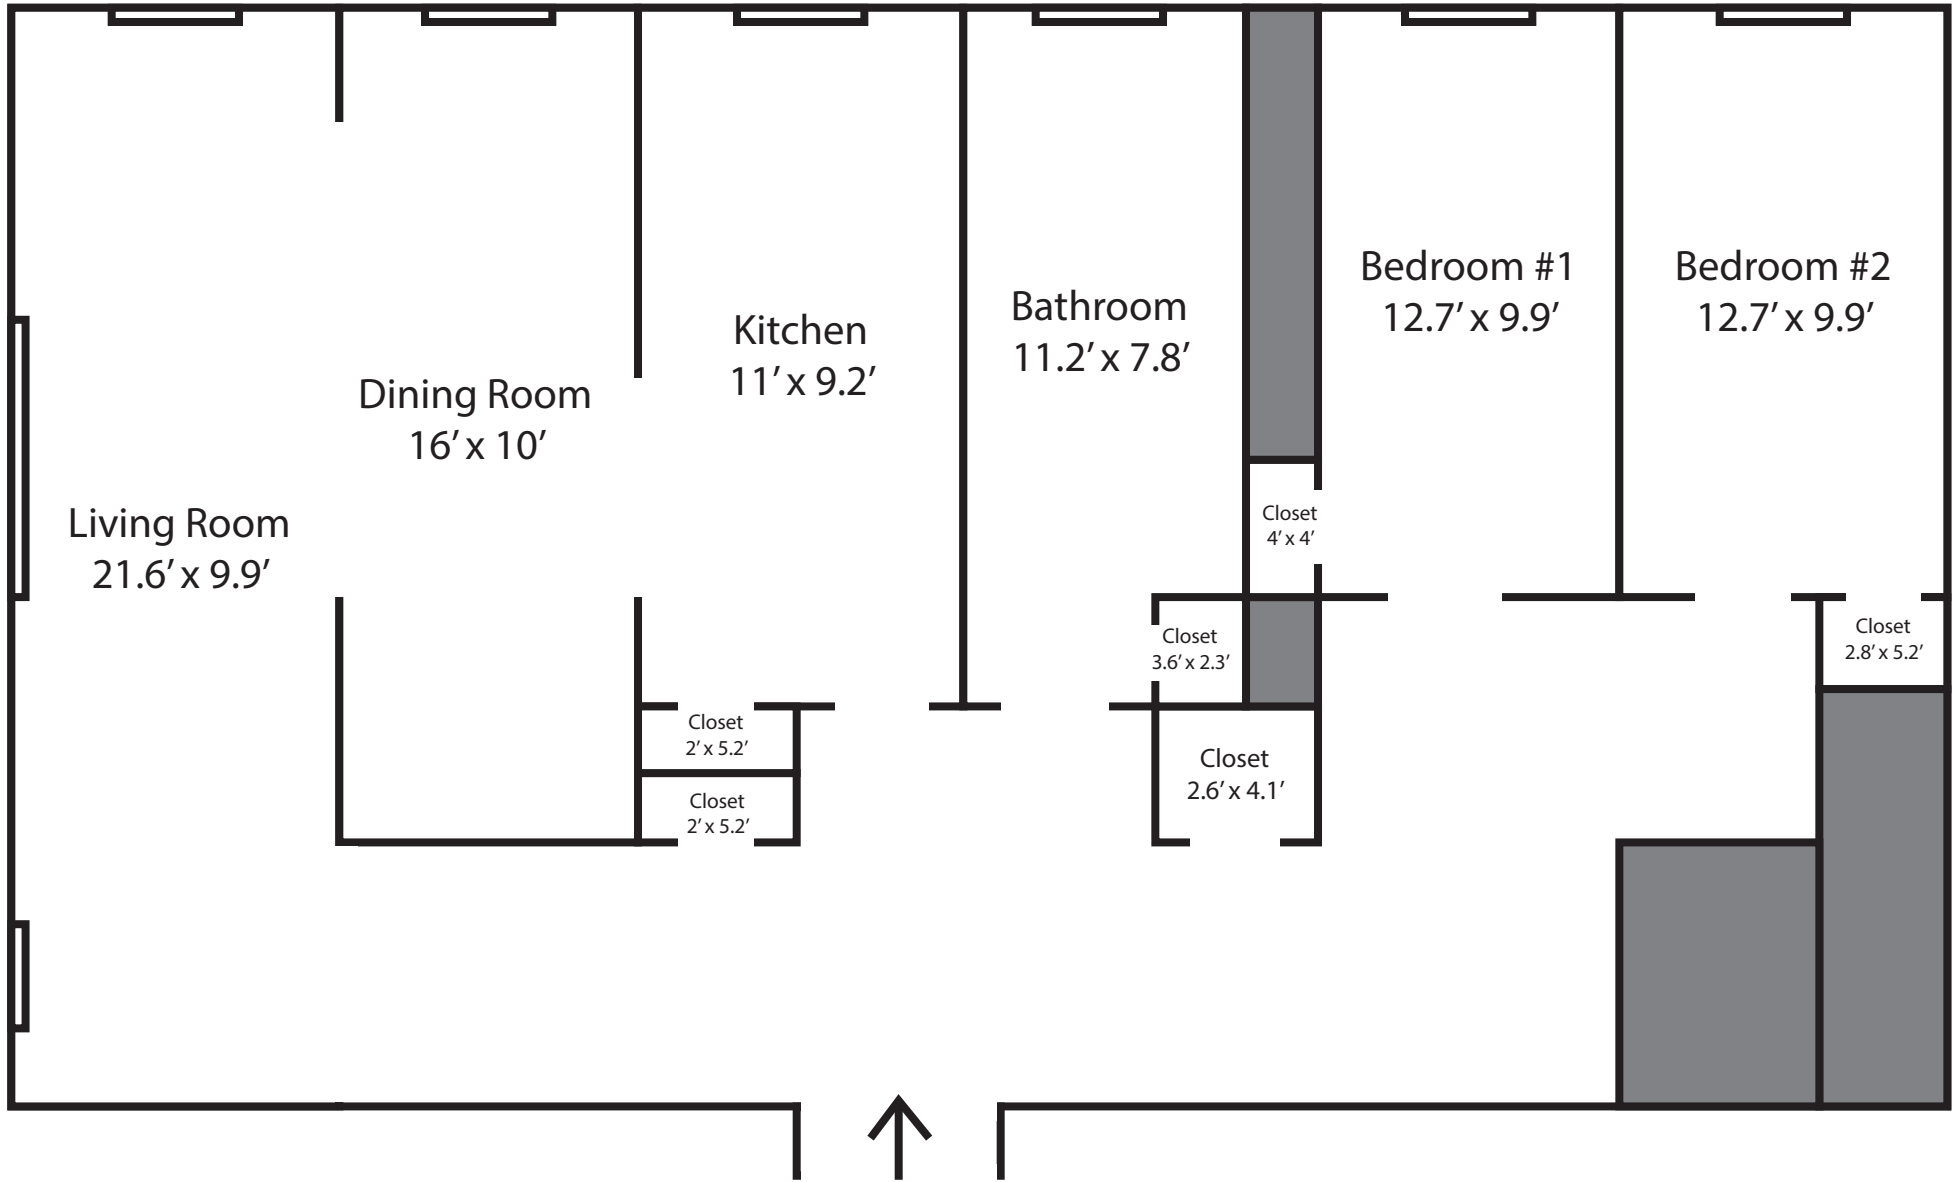 Living Room
21.6’ x 9.9’
Dining Room
16’ x 10’
Kitchen
11’ x 9.2’
Bathroom
11.2’ x 7.8’
Bedroom #1
12.7’ x 9.9’
Bedroom #2
12.7’ x 9.9’
Closet
4’ x 4’
Closet
3.6’ x 2.3’
Closet
2.8’ x 5.2’
Closet
2’ x 5.2’
Closet
2’ x 5.2’
Closet
2.6’ x 4.1’